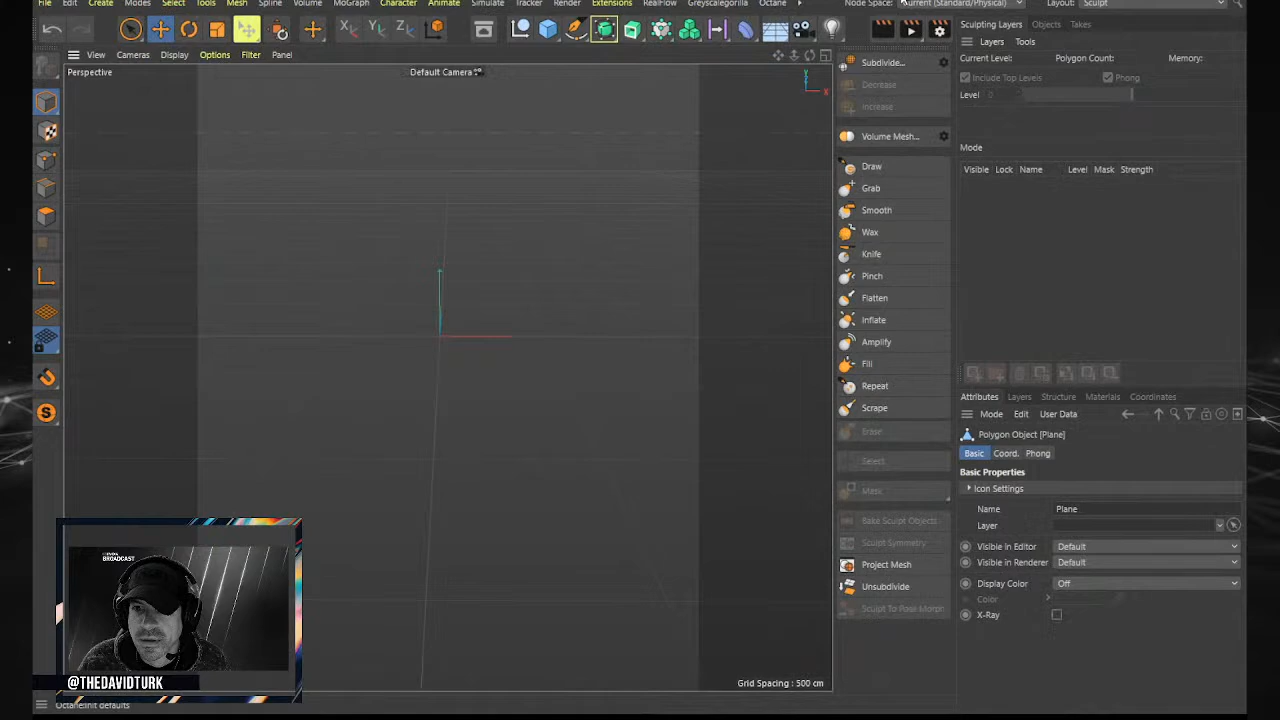 File Edit Create Modes Select Tools Mesh Spline Volume MoGraph Character Animate Simulate Tracker Render Extensions RealFlow Greyscalegorilla Octane Node Space: Current (Standard/Physical) Layout: Sculpt
View Cameras Display Options Filter Panel
Perspective
Default Camera
Y
X
Grid Spacing : 500 cm
Subdivide...
Decrease
Increase
Volume Mesh...
Draw
Grab
Smooth
Wax
Knife
Pinch
Flatten
Inflate
Amplify
Fill
Repeat
Scrape
Erase
Select
Mask
Bake Sculpt Objects
Sculpt Symmetry
Project Mesh
Unsubdivide
Sculpt To Pose Morph
Sculpting Layers Objects Takes
Layers Tools
Current Level: Polygon Count: Memory:
Include Top Levels Phong
Level 0
Mode
Visible Lock Name Level Mask Strength
Attributes Layers Structure Materials Coordinates
Mode Edit User Data
Polygon Object [Plane]
Basic Coord. Phong
Basic Properties
Icon Settings
Name Plane
Layer
Visible in Editor Default
Visible in Renderer Default
Display Color Off
Color
X-Ray
BROADCAST
@THEDAVIDTURK